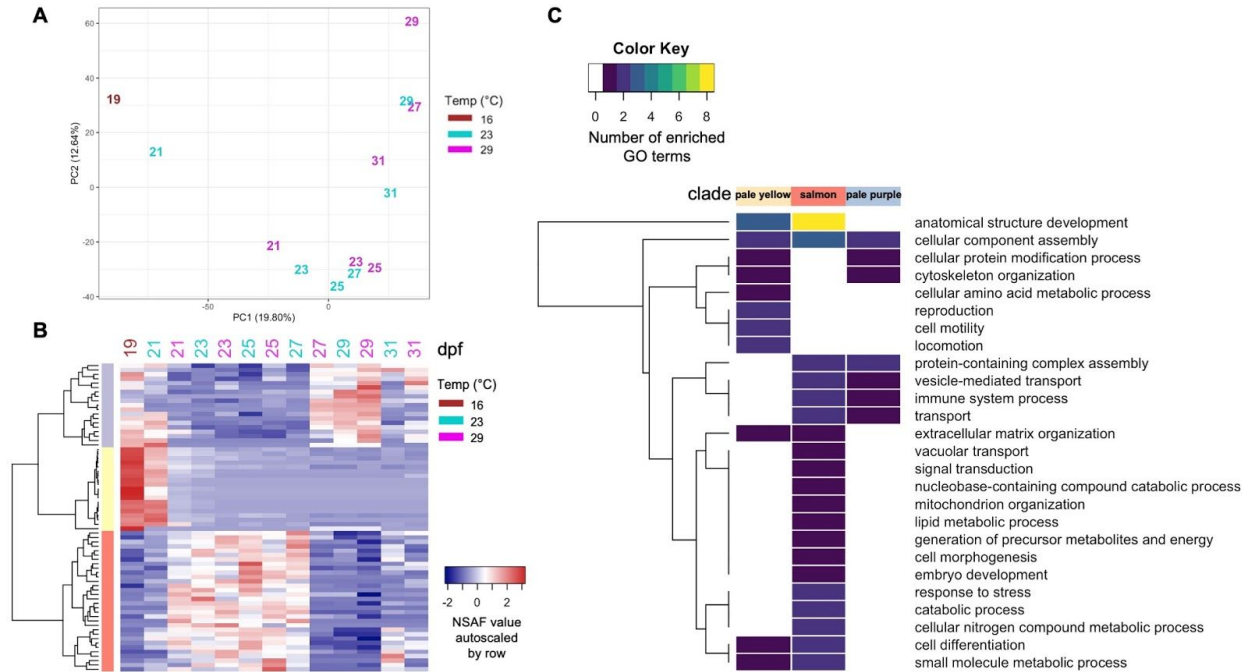 A
60
40
20
0
-20
-40
-50
0
PC2 (12.64%)
PC1 (19.80%)
29
19
29
27
21
31
31
21
23
23
27
25
25
Temp (°C)
16
23
29
B
19 21 21 23 23 25 25 27 27 29 29 31 31 dpf
Temp (°C)
16
23
29
-2 0 2
NSAF value
autoscaled
by row
C
Color Key
0 2 4 6 8
Number of enriched
GO terms
clade pale yellow salmon pale purple
anatomical structure development
cellular component assembly
cellular protein modification process
cytoskeleton organization
cellular amino acid metabolic process
reproduction
cell motility
locomotion
protein-containing complex assembly
vesicle-mediated transport
immune system process
transport
extracellular matrix organization
vacuolar transport
signal transduction
nucleobase-containing compound catabolic process
mitochondrion organization
lipid metabolic process
generation of precursor metabolites and energy
cell morphogenesis
embryo development
response to stress
catabolic process
cellular nitrogen compound metabolic process
cell differentiation
small molecule metabolic process